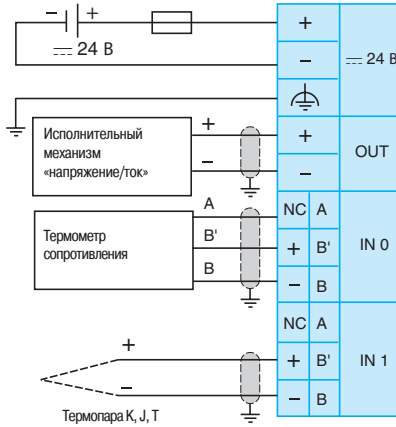 − +
⎓ 24 В
+
−
⎓ 24 В
Исполнительный
механизм
«напряжение/ток»
+
−
+
−
OUT
Термометр
сопротивления
A
B'
B
NC A
+ B'
− B
IN 0
+
−
Термопара K, J, T
NC A
+ B'
− B
IN 1